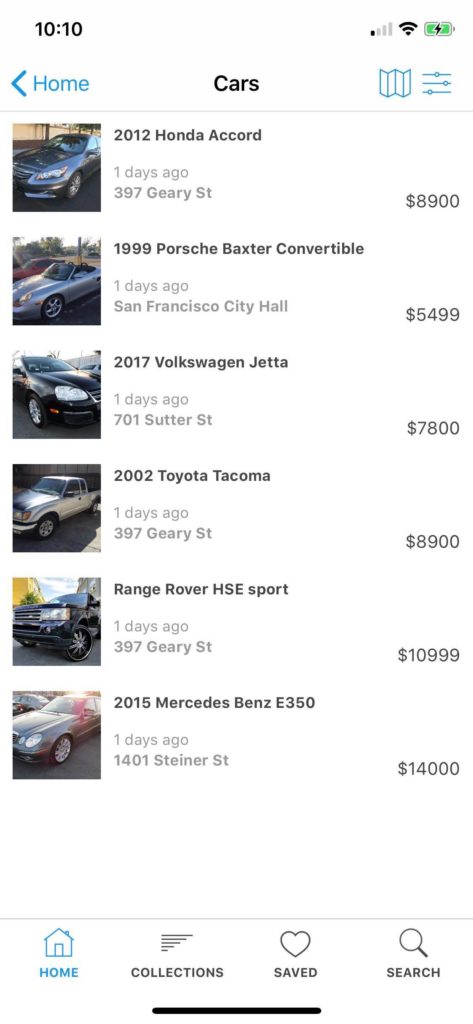 10:10
Home
Cars
2012 Honda Accord
1 days ago
397 Geary St
$8900
1999 Porsche Baxter Convertible
1 days ago
San Francisco City Hall
$5499
2017 Volkswagen Jetta
1 days ago
701 Sutter St
$7800
2002 Toyota Tacoma
1 days ago
397 Geary St
$8900
Range Rover HSE sport
1 days ago
397 Geary St
$10999
2015 Mercedes Benz E350
1 days ago
1401 Steiner St
$14000
HOME
COLLECTIONS
SAVED
SEARCH